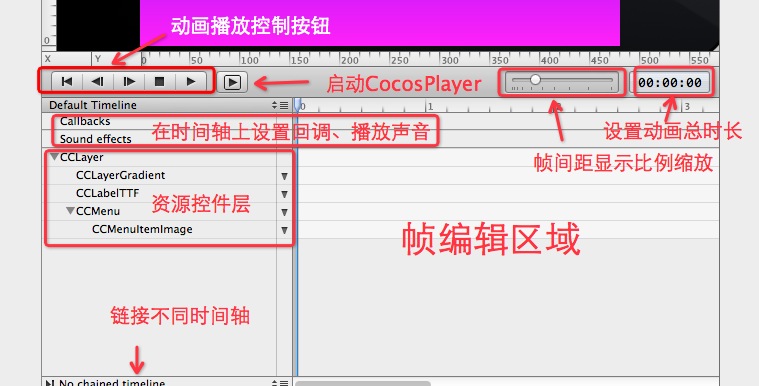 动画播放控制按钮
0
X Y 0 50 100 150 200 250 300 350 400 450 500 550
启动CocosPlayer
00:00:00
Default Timeline
0 1 3
Callbacks
在时间轴上设置回调、播放声音
设置动画总时长
Sound effects
帧间距显示比例缩放
CCLayer
CCLayerGradient
CCLabelTTF
资源控件层
CCMenu
CCMenuItemImage
帧编辑区域
链接不同时间轴
No chained timeline